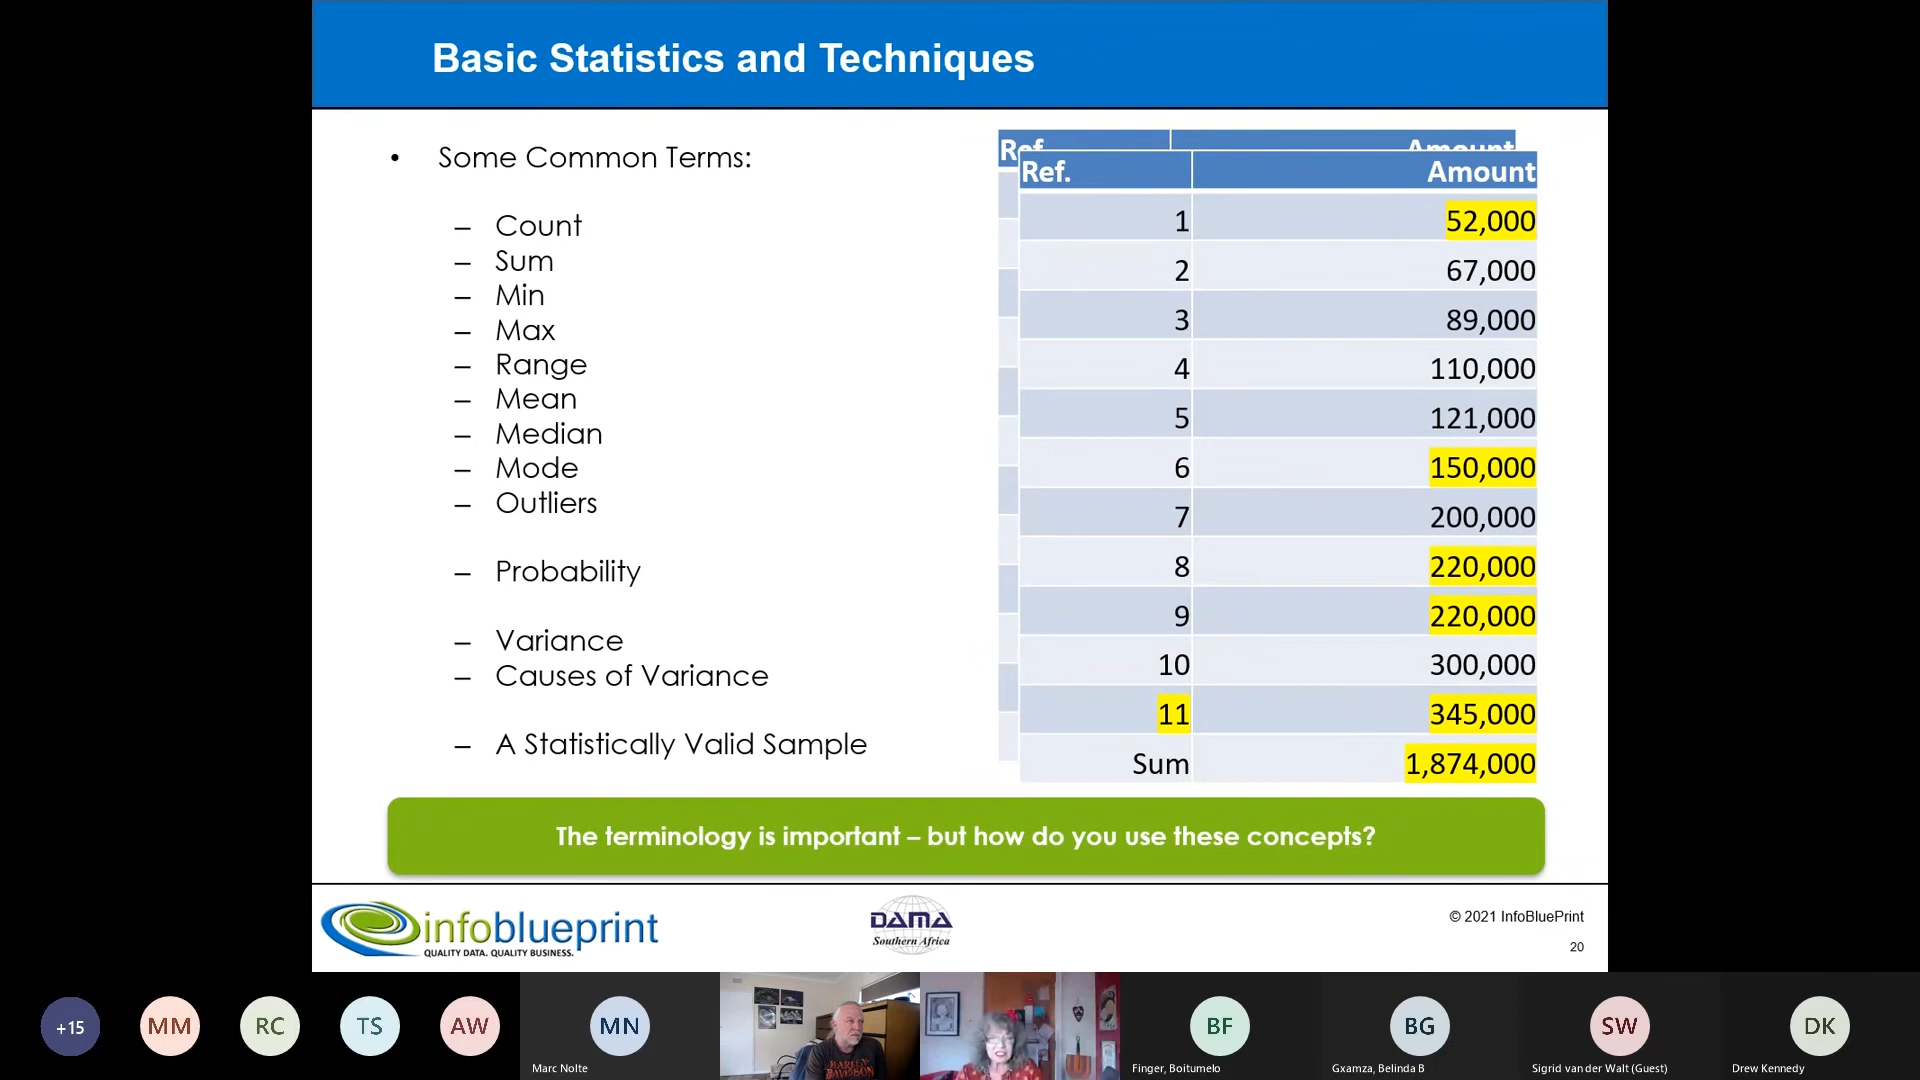 Basic Statistics and Techniques
• Some Common Terms:
– Count
– Sum
– Min
– Max
– Range
– Mean
– Median
– Mode
– Outliers
– Probability
– Variance
– Causes of Variance
– A Statistically Valid Sample
Ref. Amount
Ref. Amount
1 52,000
2 67,000
3 89,000
4 110,000
5 121,000
6 150,000
7 200,000
8 220,000
9 220,000
10 300,000
11 345,000
Sum 1,874,000
The terminology is important – but how do you use these concepts?
infoblueprint
QUALITY DATA. QUALITY BUSINESS.
DAMA
Southern Africa
© 2021 InfoBluePrint
20
+15 MM RC TS AW MN BF BG SW DK
HARLEY-DAVIDSON
Marc Nolte Finger, Boitumelo Gxamza, Belinda B Sigrid van der Walt (Guest) Drew Kennedy